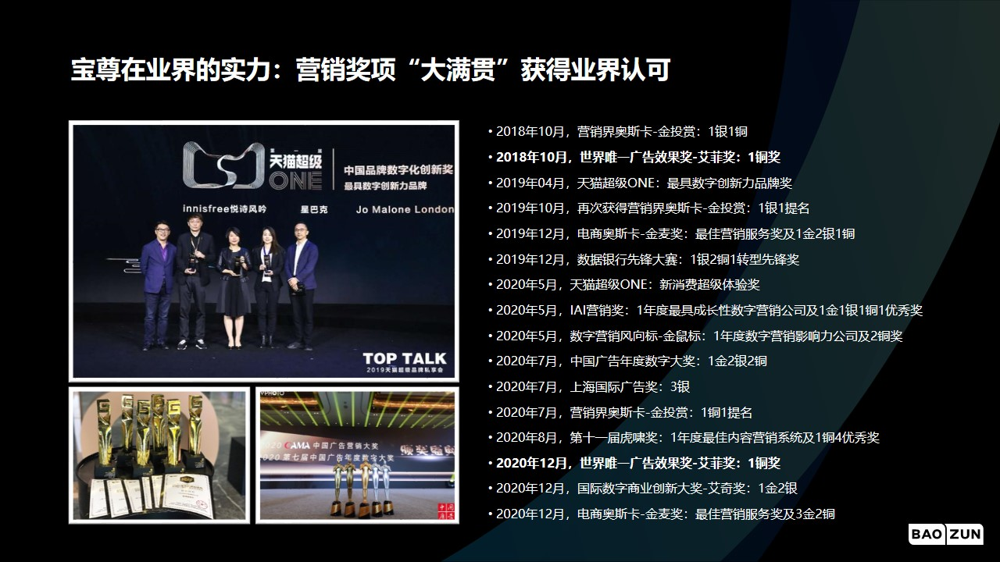 宝尊在业界的实力：营销奖项“大满贯”获得业界认可
第一届
天猫超级
ONE
中国品牌数字化创新奖
最具数字创新力品牌
innisfree悦诗风吟
星巴克
Jo Malone London
TOP TALK
2019天猫超级品牌私享会
2020 CAMA 中国广告营销大奖
2020 第七届中国广告年度数字大奖
颁奖盛典
• 2018年10月，营销界奥斯卡-金投赏：1银1铜
• 2018年10月，世界唯一广告效果奖-艾菲奖：1铜奖
• 2019年04月，天猫超级ONE：最具数字创新力品牌奖
• 2019年10月，再次获得营销界奥斯卡-金投赏：1银1提名
• 2019年12月，电商奥斯卡-金麦奖：最佳营销服务奖及1金2银1铜
• 2019年12月，数据银行先锋大赛：1银2铜1转型先锋奖
• 2020年5月，天猫超级ONE：新消费超级体验奖
• 2020年5月，IAI营销奖：1年度最具成长性数字营销公司及1金1银1铜1优秀奖
• 2020年5月，数字营销风向标-金鼠标：1年度数字营销影响力公司及2铜奖
• 2020年7月，中国广告年度数字大奖：1金2银2铜
• 2020年7月，上海国际广告奖：3银
• 2020年7月，营销界奥斯卡-金投赏：1铜1提名
• 2020年8月，第十一届虎啸奖：1年度最佳内容营销系统及1铜4优秀奖
• 2020年12月，世界唯一广告效果奖-艾菲奖：1铜奖
• 2020年12月，国际数字商业创新大奖-艾菲奖：1金2银
• 2020年12月，电商奥斯卡-金麦奖：最佳营销服务奖及3金2铜
BAO ZUN